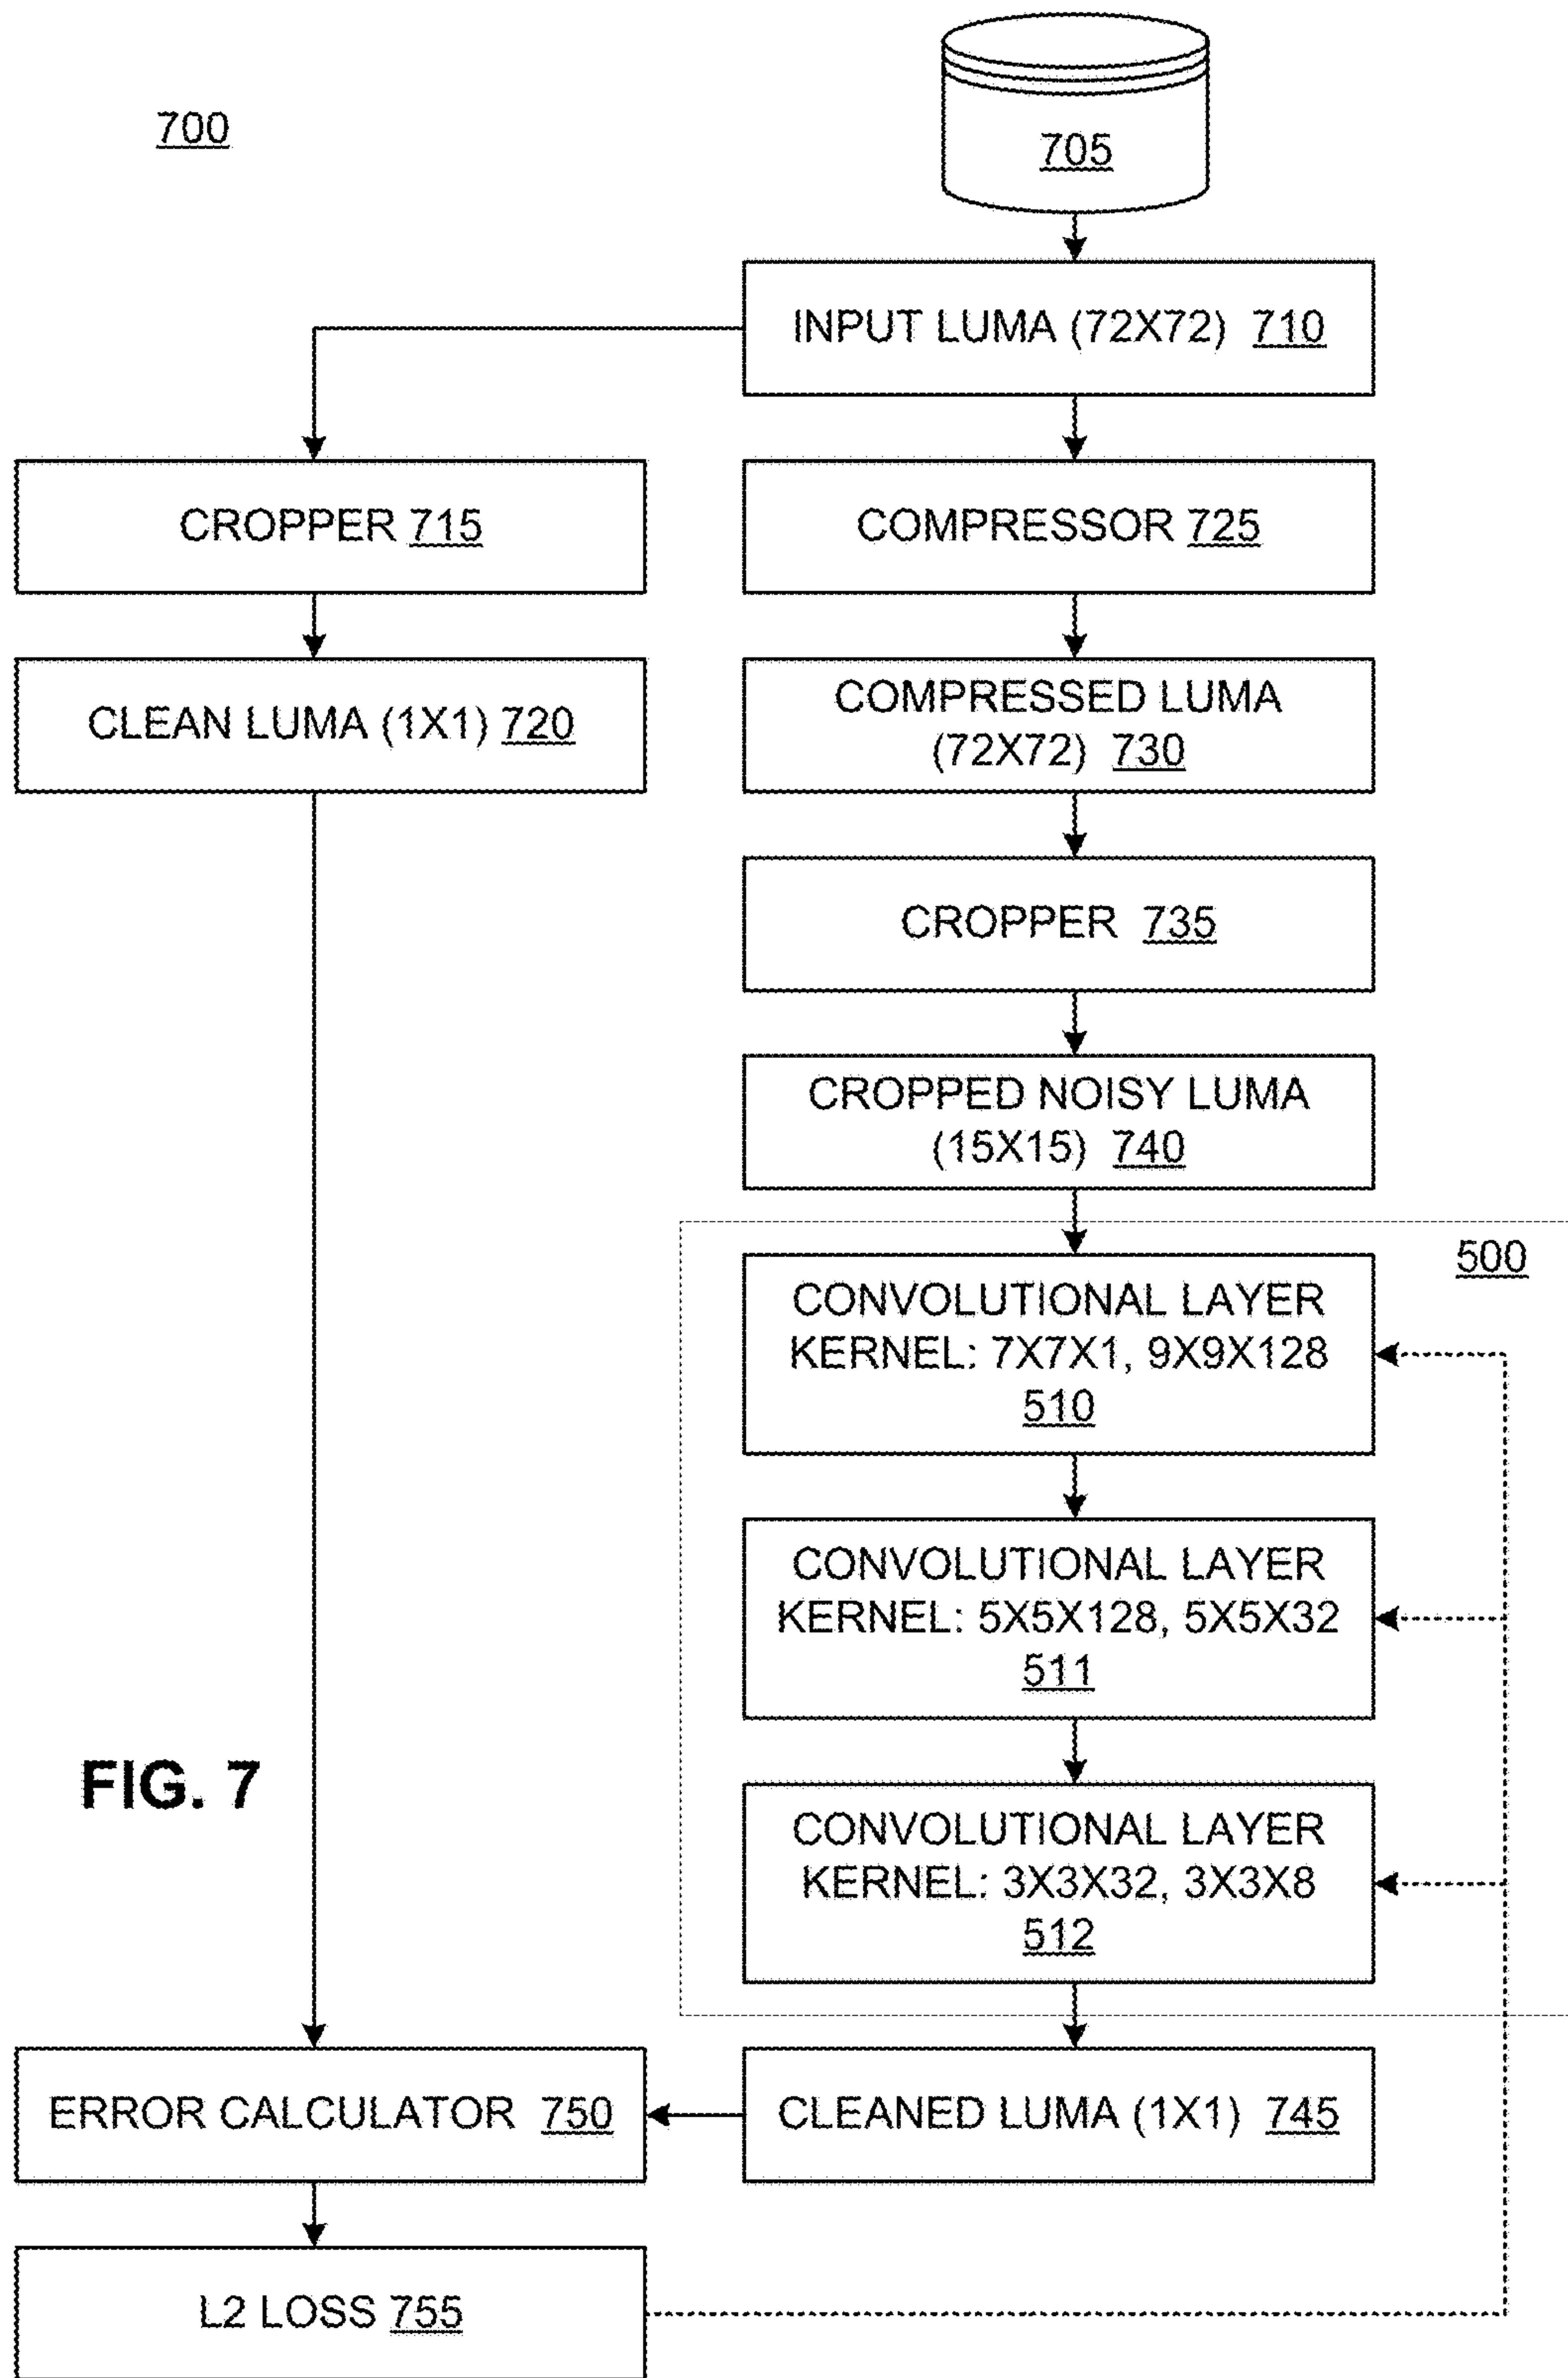 700
705
INPUT LUMA (72X72) 710
CROPPER 715
COMPRESSOR 725
CLEAN LUMA (1X1) 720
COMPRESSED LUMA
(72X72) 730
CROPPER 735
CROPPED NOISY LUMA
(15X15) 740
500
CONVOLUTIONAL LAYER
KERNEL: 7X7X1, 9X9X128
510
CONVOLUTIONAL LAYER
KERNEL: 5X5X128, 5X5X32
511
FIG. 7
CONVOLUTIONAL LAYER
KERNEL: 3X3X32, 3X3X8
512
ERROR CALCULATOR 750
CLEANED LUMA (1X1) 745
L2 LOSS 755